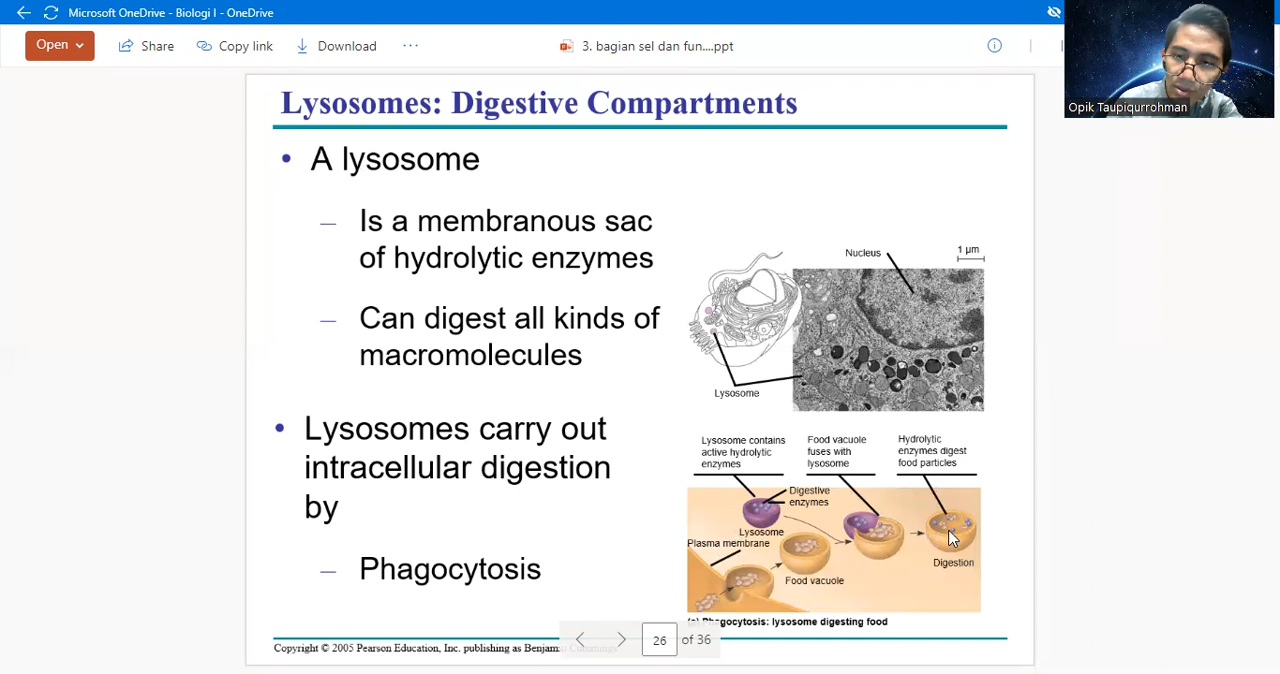 Microsoft OneDrive - Biologi I - OneDrive
Open
Share
Copy link
Download
3. bagian sel dan fun....ppt
Opik Taupiqurrohman
Lysosomes: Digestive Compartments
• A lysosome
– Is a membranous sac
of hydrolytic enzymes
– Can digest all kinds of
macromolecules
• Lysosomes carry out
intracellular digestion
by
– Phagocytosis
Nucleus
1 µm
Lysosome
Lysosome contains
active hydrolytic
enzymes
Food vacuole
fuses with
lysosome
Hydrolytic
enzymes digest
food particles
Digestive
enzymes
Lysosome
Plasma membrane
Food vacuole
Digestion
(a) Phagocytosis: lysosome digesting food
26 of 36
Copyright © 2005 Pearson Education, Inc. publishing as Benjamin Cummings